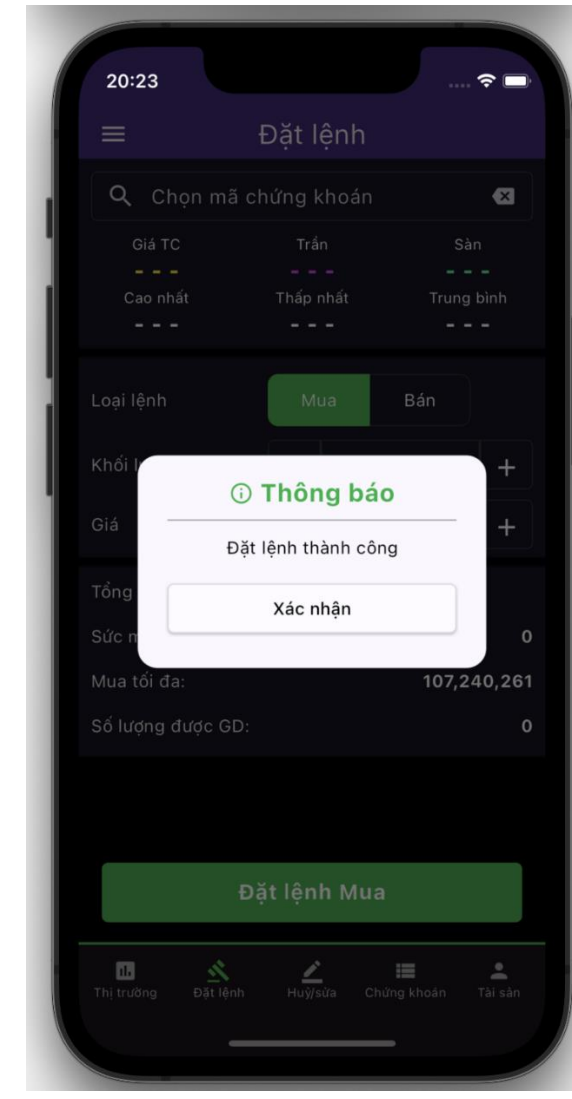 20:23
Đặt lệnh
Chọn mã chứng khoán
Giá TC Trần Sàn
- - - - - - - - -
Cao nhất Thấp nhất Trung bình
- - - - - - - - -
Loại lệnh Mua Bán
Khối +
Thông báo
Giá +
Đặt lệnh thành công
Tổng
Xác nhận
Sức 0
Mua tối đa: 107,240,261
Số lượng được GD: 0
Đặt lệnh Mua
Thị trường Đặt lệnh Huỷ/sửa Chứng khoán Tài sản